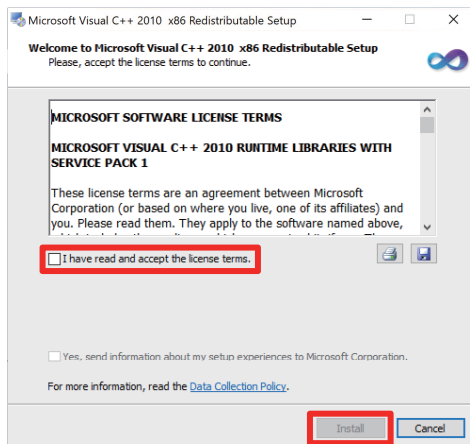 Microsoft Visual C++ 2010  x86 Redistributable Setup
Welcome to Microsoft Visual C++ 2010  x86 Redistributable Setup
Please, accept the license terms to continue.
MICROSOFT SOFTWARE LICENSE TERMS
MICROSOFT VISUAL C++ 2010 RUNTIME LIBRARIES WITH
SERVICE PACK 1
These license terms are an agreement between Microsoft
Corporation (or based on where you live, one of its affiliates) and
you. Please read them. They apply to the software named above,
I have read and accept the license terms.
Yes, send information about my setup experiences to Microsoft Corporation.
For more information, read the Data Collection Policy.
Install
Cancel